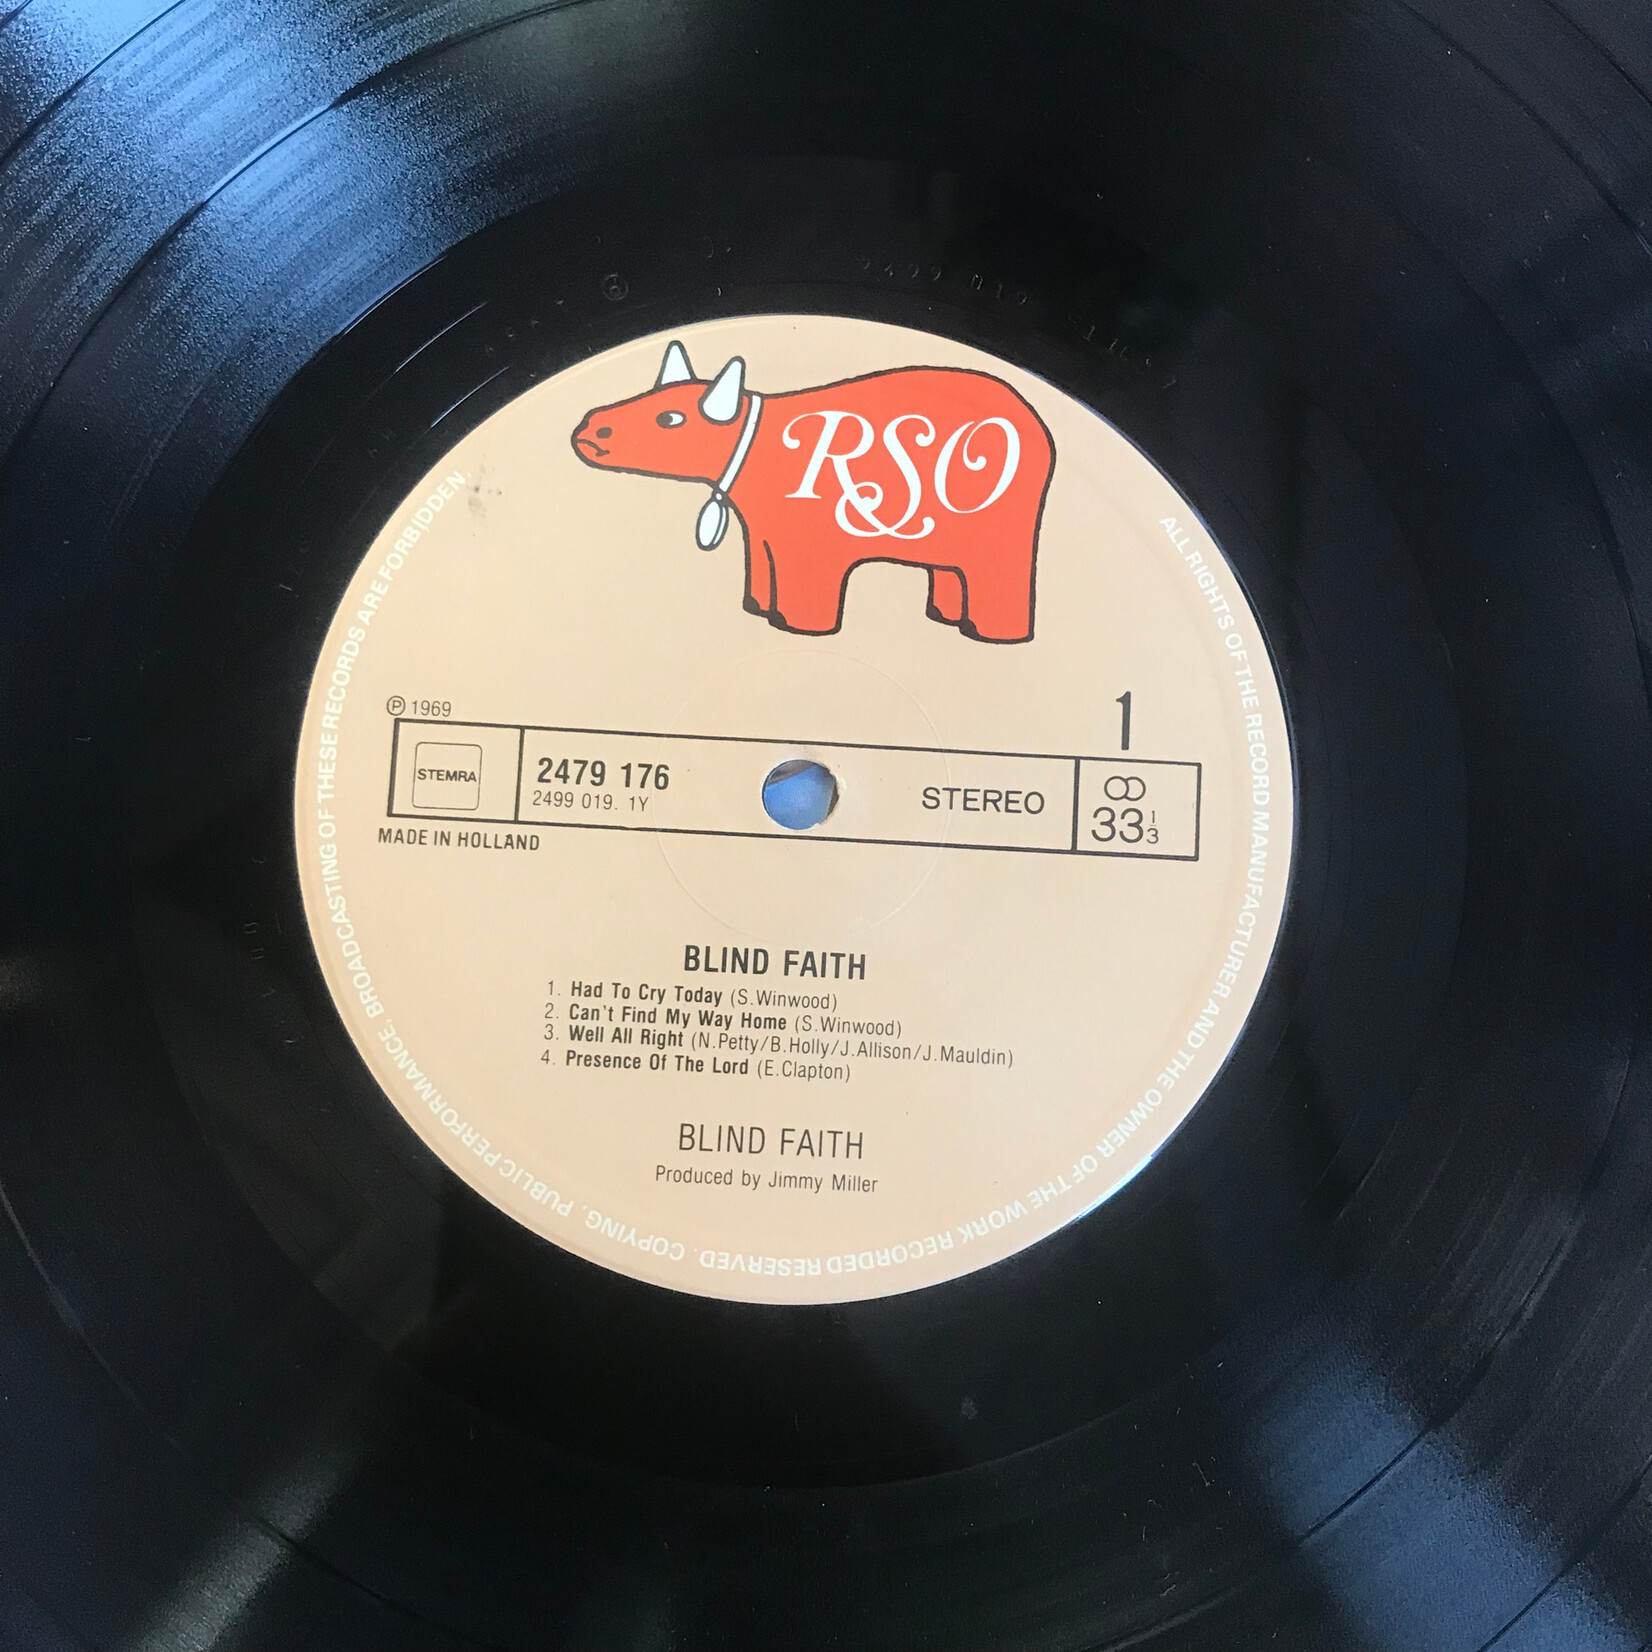 RSO
ALL RIGHTS OF THE RECORD MANUFACTURER AND THE OWNER OF THE WORK RECORDED RESERVED. COPYING, PUBLIC PERFORMANCE, BROADCASTING OF THESE RECORDS ARE FORBIDDEN.
℗ 1969
1
STEMRA
2479 176
2499 019. 1Y
STEREO
33⅓
MADE IN HOLLAND
BLIND FAITH
1. Had To Cry Today (S.Winwood)
2. Can't Find My Way Home (S.Winwood)
3. Well All Right (N.Petty/B.Holly/J.Allison/J.Mauldin)
4. Presence Of The Lord (E.Clapton)
BLIND FAITH
Produced by Jimmy Miller
2499 019